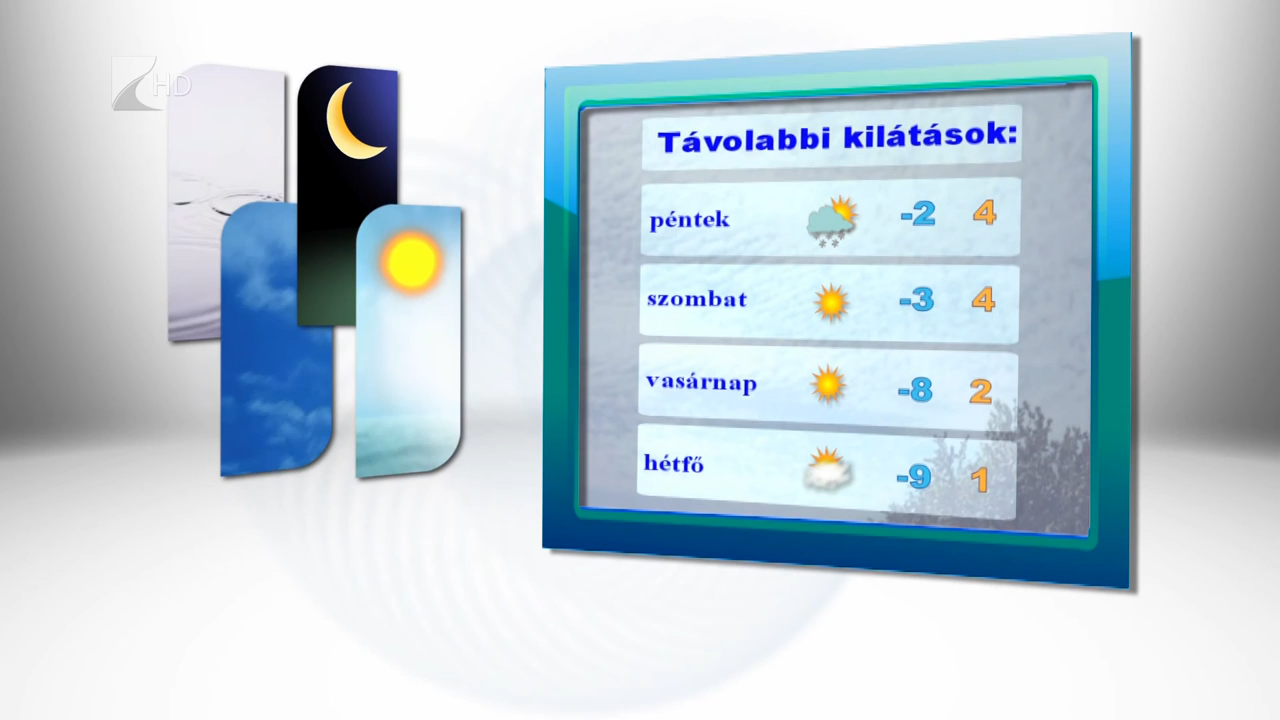 HD
Távolabbi kilátások:
péntek -2 4
szombat -3 4
vasárnap -8 2
hétfő -9 1